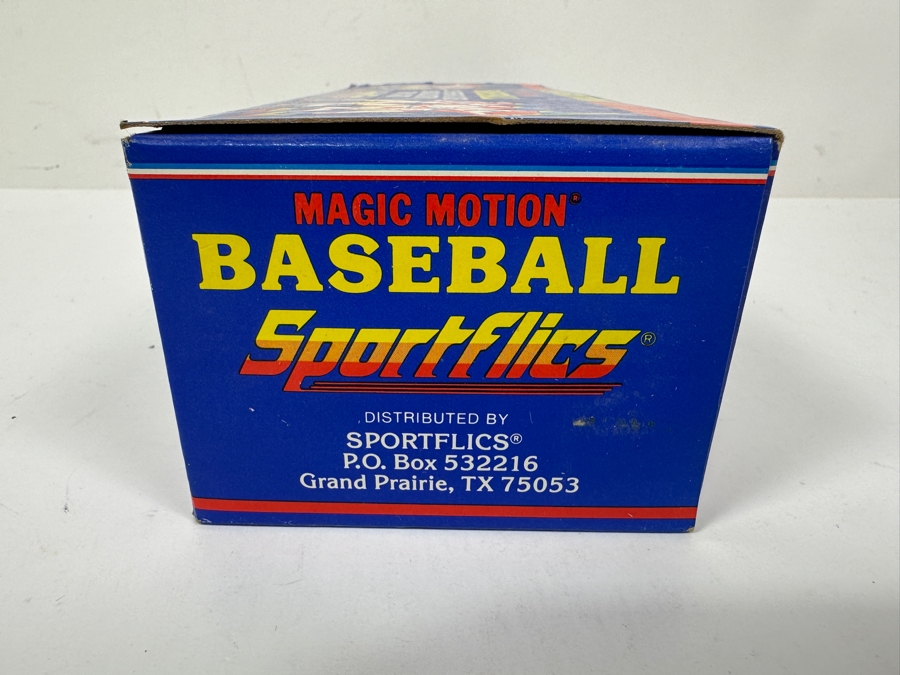 MAGIC MOTION®
BASEBALL
Sportflics®
DISTRIBUTED BY
SPORTFLICS®
P.O. Box 532216
Grand Prairie, TX 75053